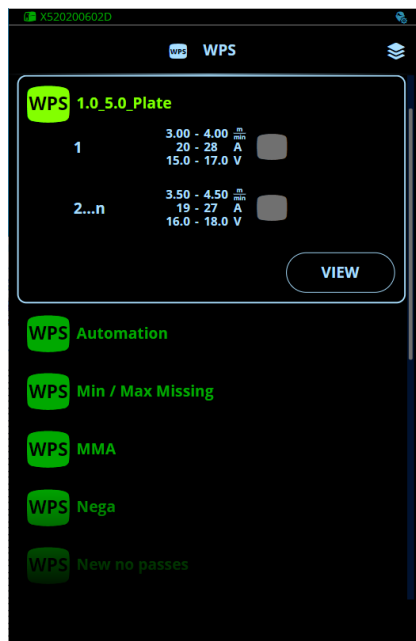 X520200602D
WPS WPS
WPS 1.0_5.0_Plate
1
3.00 - 4.00 m/min
20 - 28 A
15.0 - 17.0 V
2...n
3.50 - 4.50 m/min
19 - 27 A
16.0 - 18.0 V
VIEW
WPS Automation
WPS Min / Max Missing
WPS MMA
WPS Nega
WPS New no passes